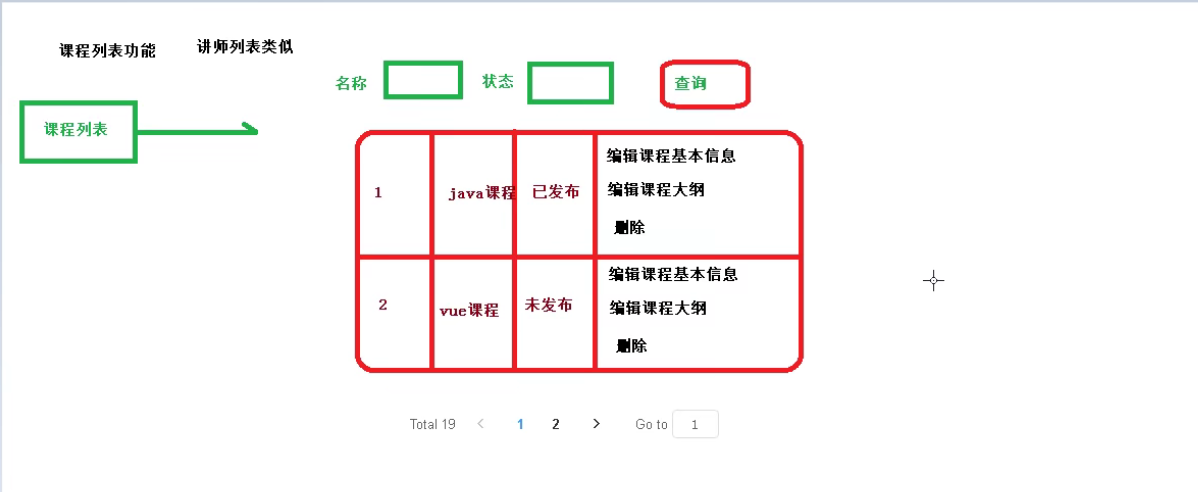 课程列表功能 讲师列表类似
名称 状态 查询
课程列表
1 java课程 已发布 编辑课程基本信息
编辑课程大纲
删除
2 vue课程 未发布 编辑课程基本信息
编辑课程大纲
删除
Total 19 < 1 2 > Go to 1